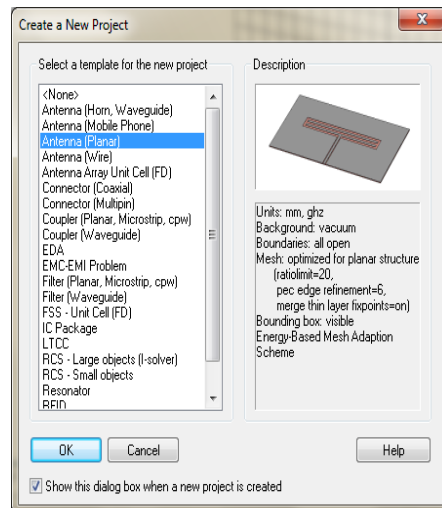 Create a New Project
Select a template for the new project
<None>
Antenna (Horn, Waveguide)
Antenna (Mobile Phone)
Antenna (Planar)
Antenna (Wire)
Antenna Array Unit Cell (FD)
Connector (Coaxial)
Connector (Multipin)
Coupler (Planar, Microstrip, cpw)
Coupler (Waveguide)
EDA
EMC-EMI Problem
Filter (Planar, Microstrip, cpw)
Filter (Waveguide)
FSS - Unit Cell (FD)
IC Package
LTCC
RCS - Large objects (I-solver)
RCS - Small objects
Resonator
RFID
Description
Units: mm, ghz
Background: vacuum
Boundaries: all open
Mesh: optimized for planar structure
(ratiolimit=20,
pec edge refinement=6,
merge thin layer fixpoints=on)
Bounding box: visible
Energy-Based Mesh Adaption
Scheme
OK
Cancel
Help
Show this dialog box when a new project is created